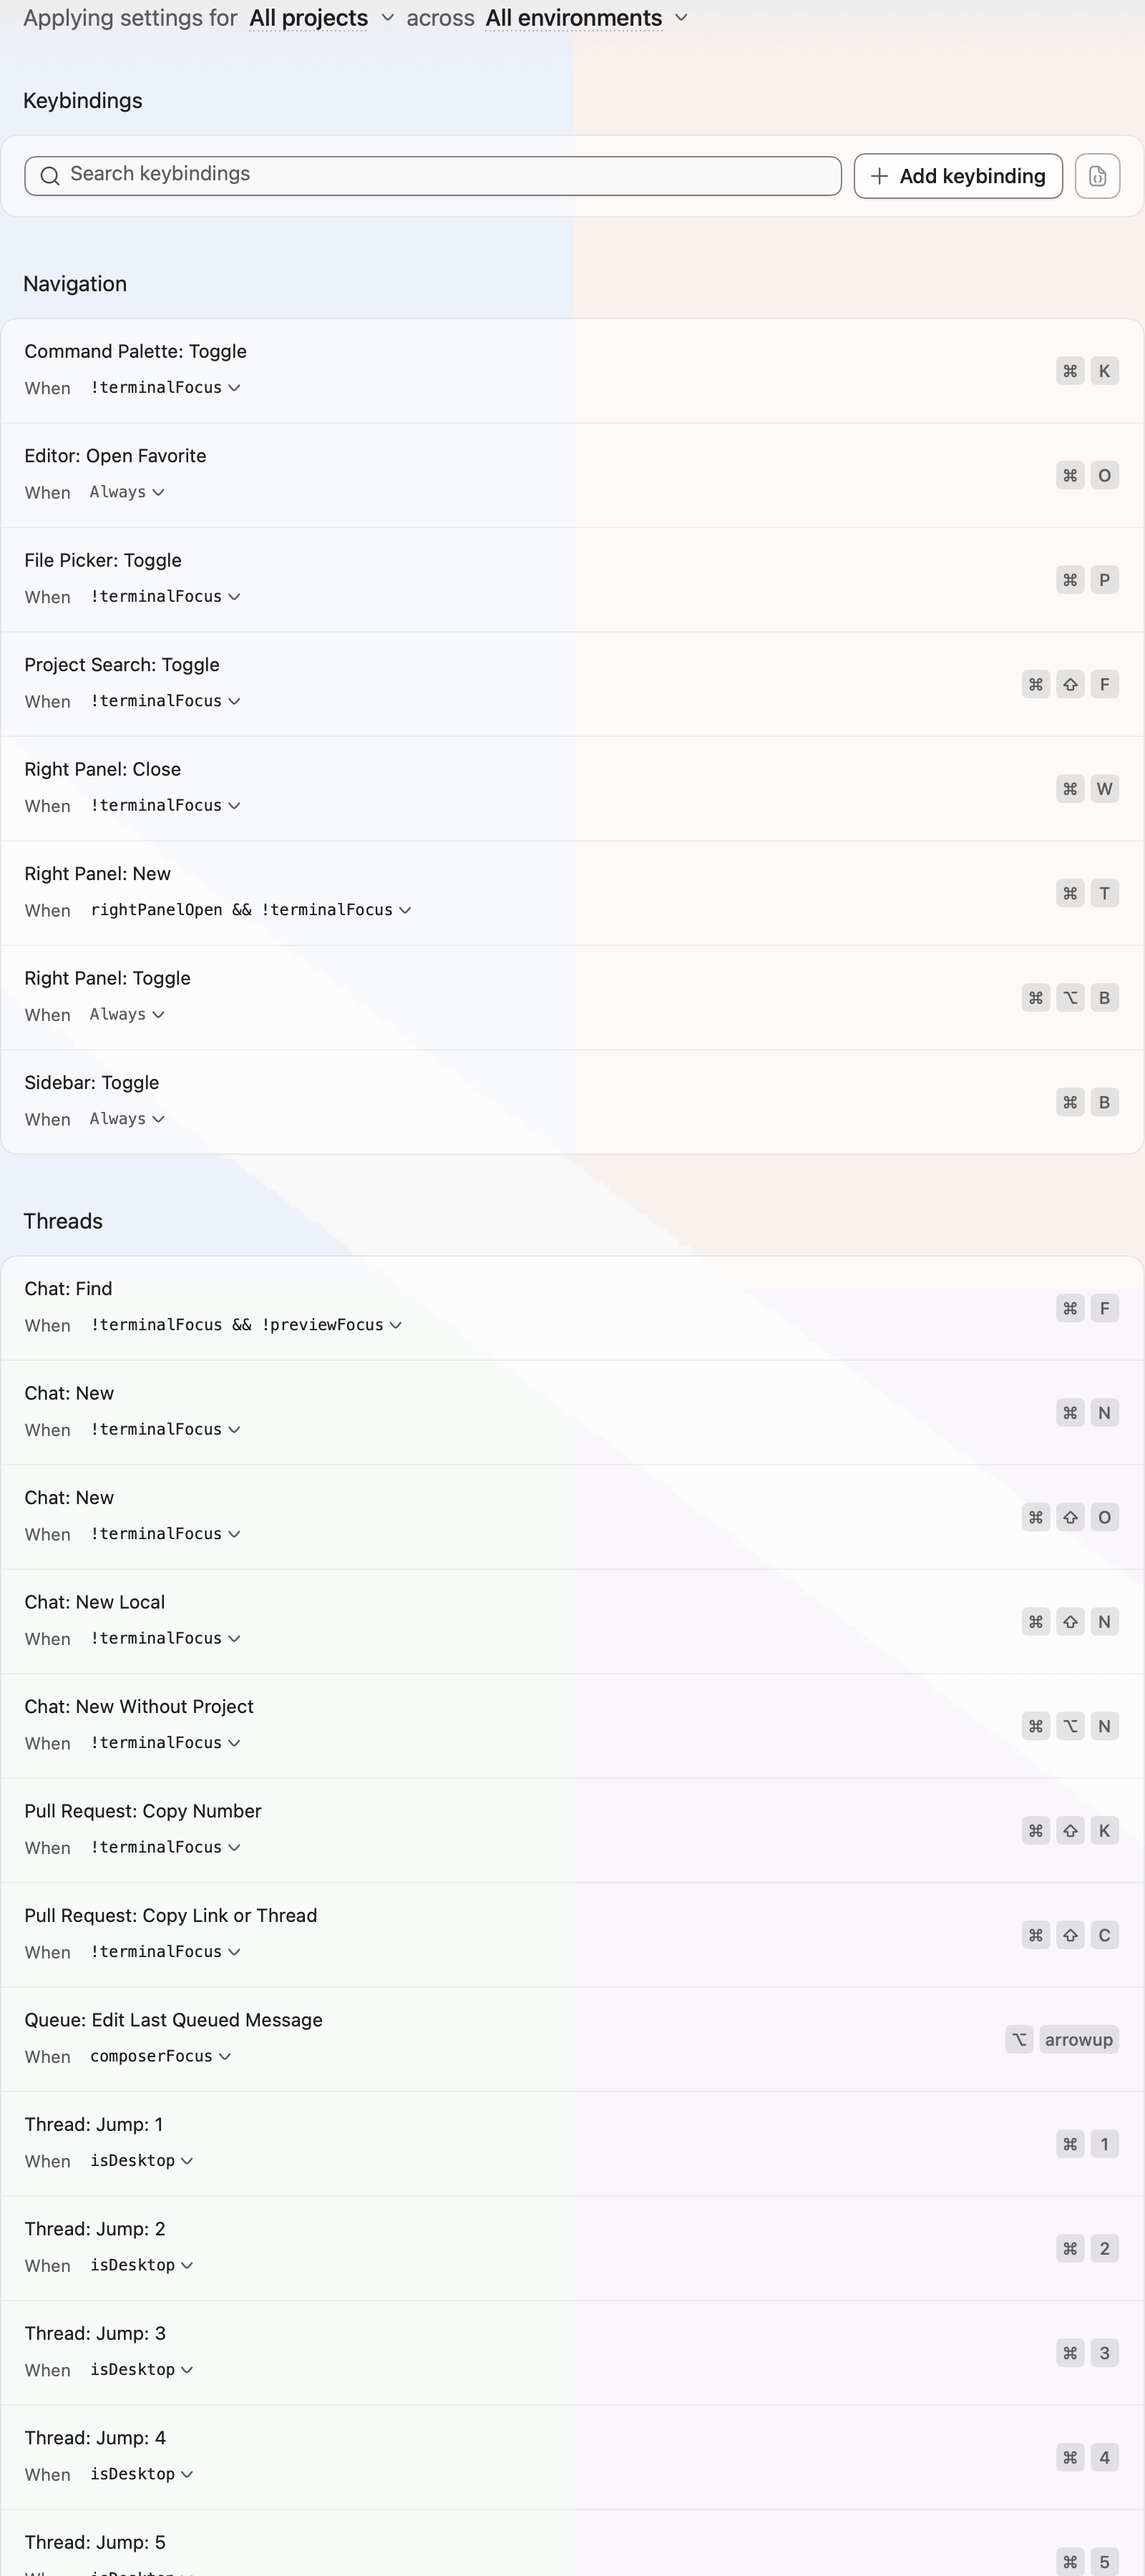 Applying settings for All projects across All environments
Keybindings
Search keybindings
Add keybinding
Navigation
Command Palette: Toggle
When !terminalFocus
⌘ K
Editor: Open Favorite
When Always
⌘ O
File Picker: Toggle
When !terminalFocus
⌘ P
Project Search: Toggle
When !terminalFocus
⌘ ⇧ F
Right Panel: Close
When !terminalFocus
⌘ W
Right Panel: New
When rightPanelOpen && !terminalFocus
⌘ T
Right Panel: Toggle
When Always
⌘ ⌥ B
Sidebar: Toggle
When Always
⌘ B
Threads
Chat: Find
When !terminalFocus && !previewFocus
⌘ F
Chat: New
When !terminalFocus
⌘ N
Chat: New
When !terminalFocus
⌘ ⇧ O
Chat: New Local
When !terminalFocus
⌘ ⇧ N
Chat: New Without Project
When !terminalFocus
⌘ ⌥ N
Pull Request: Copy Number
When !terminalFocus
⌘ ⇧ K
Pull Request: Copy Link or Thread
When !terminalFocus
⌘ ⇧ C
Queue: Edit Last Queued Message
When composerFocus
⌥ arrowup
Thread: Jump: 1
When isDesktop
⌘ 1
Thread: Jump: 2
When isDesktop
⌘ 2
Thread: Jump: 3
When isDesktop
⌘ 3
Thread: Jump: 4
When isDesktop
⌘ 4
Thread: Jump: 5
⌘ 5